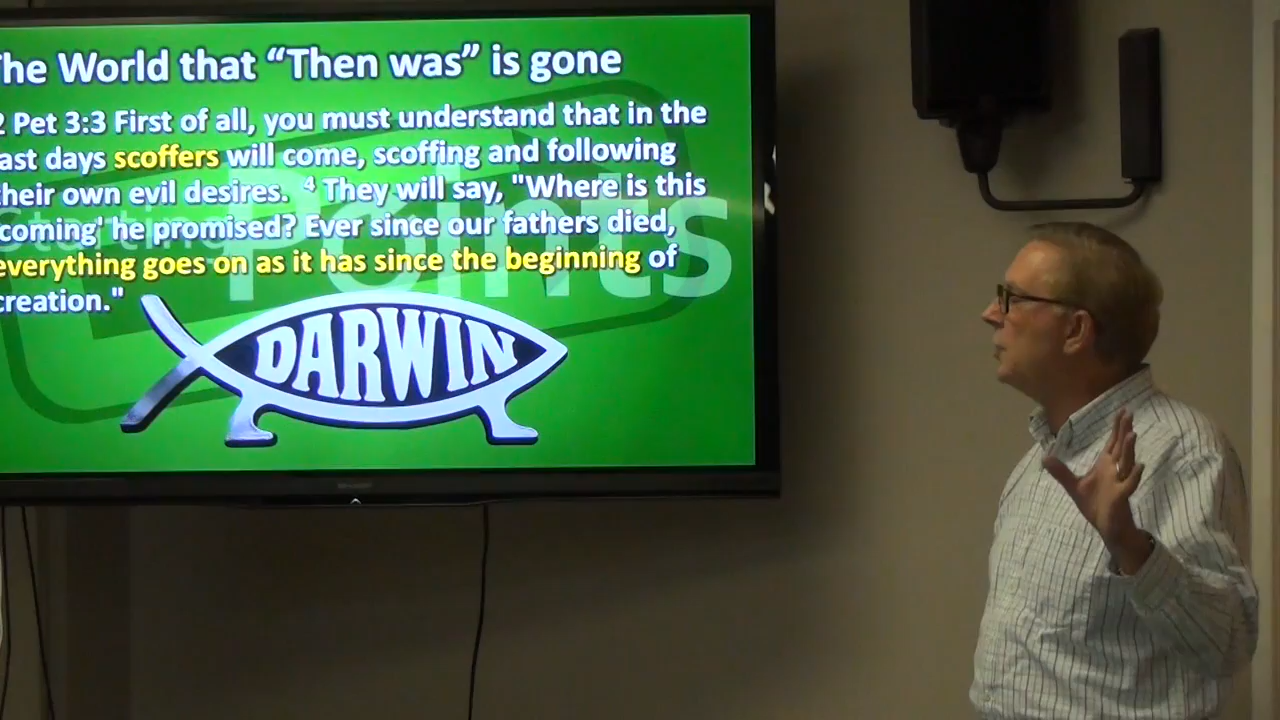 The World that “Then was” is gone
2 Pet 3:3 First of all, you must understand that in the
last days scoffers will come, scoffing and following
their own evil desires. 4 They will say, "Where is this
'coming' he promised? Ever since our fathers died,
everything goes on as it has since the beginning of
creation."
Starting
Points
DARWIN
SHARP